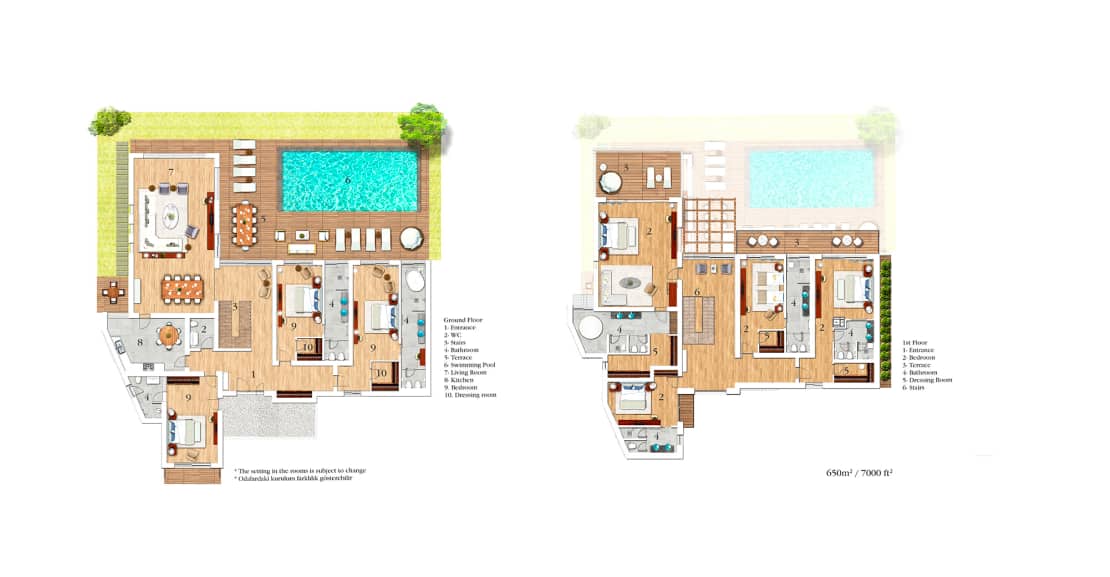 7
6
5
3
4
4
9
9
2
8
10
10
1
4
9
Ground Floor
1- Entrance
2- WC
3- Stairs
4- Bathroom
5- Terrace
6- Swimming Pool
7- Living Room
8- Kitchen
9. Bedroom
10. Dressing room
* The setting in the rooms is subject to change
* Odalardaki kurulum farklılık gösterebilir
3
2
3
6
4
4
2
2
4
5
5
5
2
4
1st Floor
1- Entrance
2- Bedroom
3- Terrace
4- Bathroom
5- Dressing Room
6- Stairs
650m² / 7000 ft²